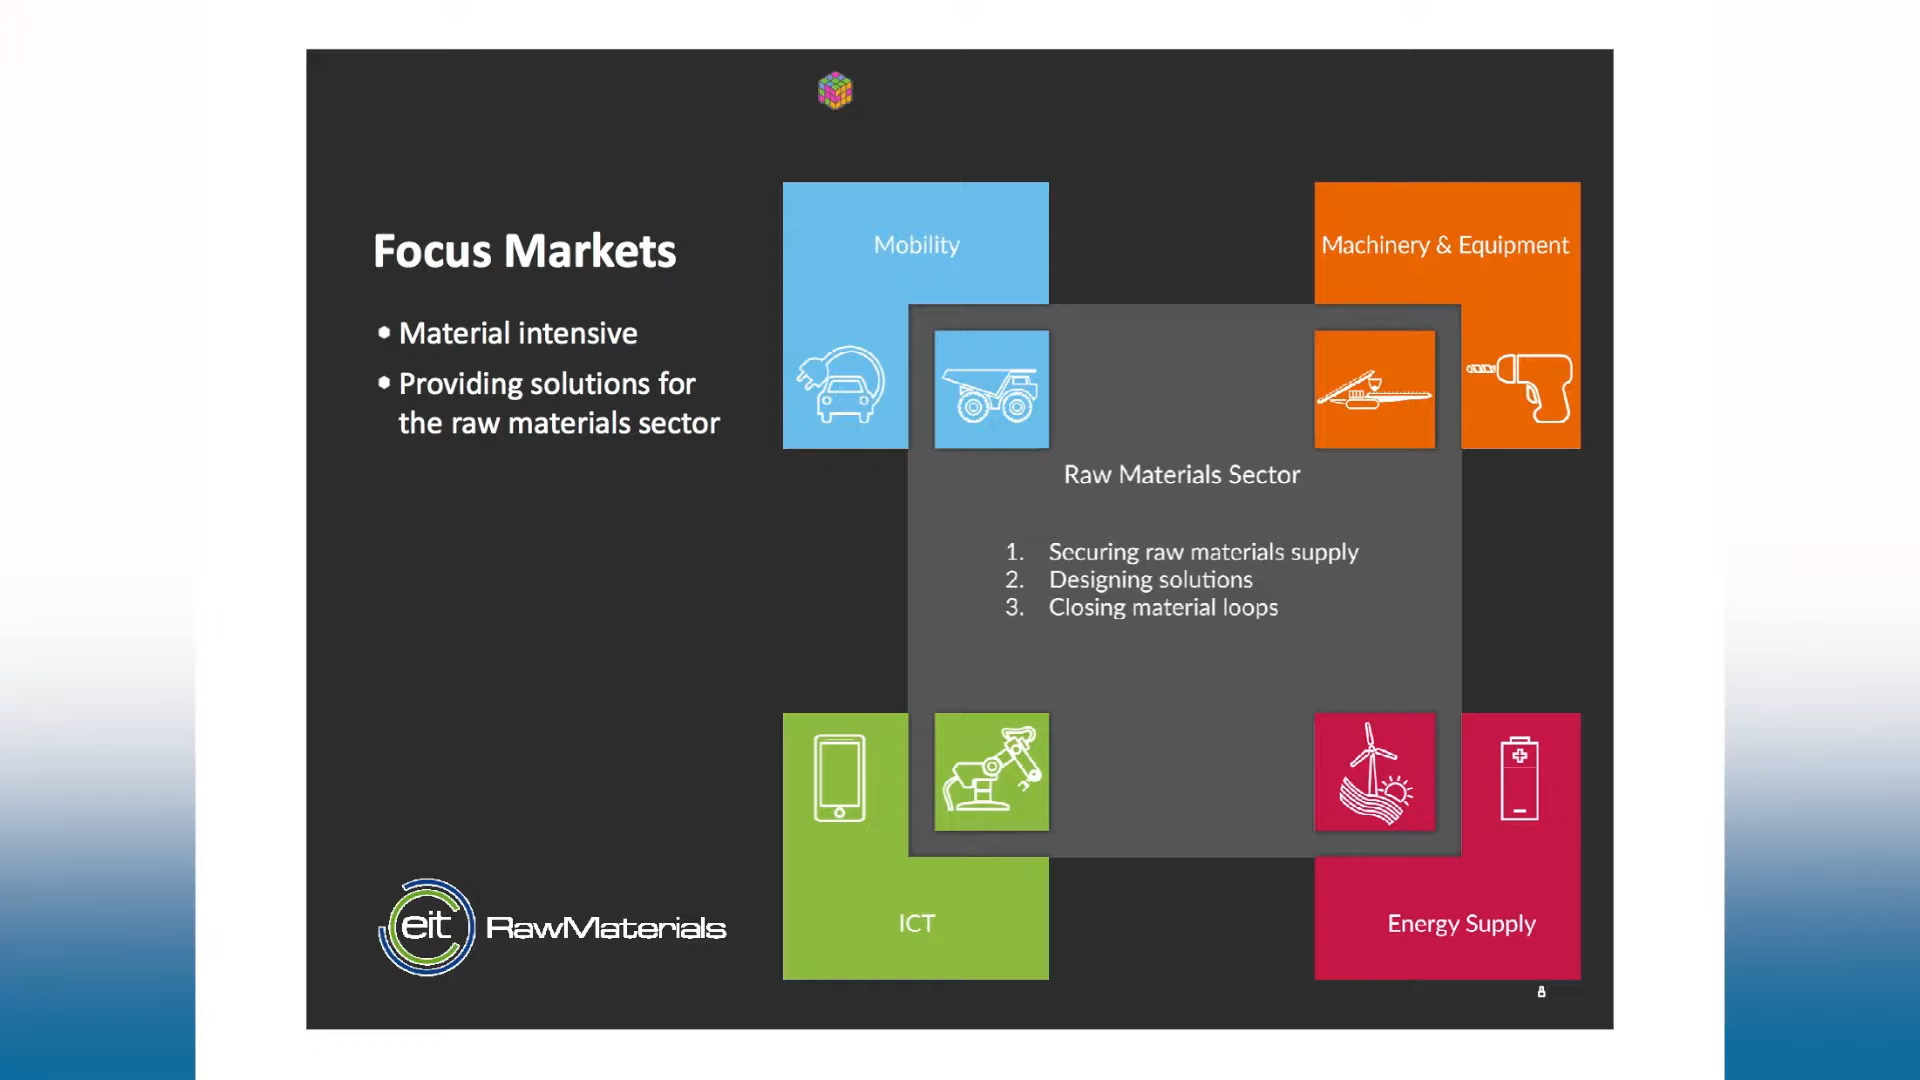 Focus Markets
Material intensive
Providing solutions for
the raw materials sector
Mobility
Machinery & Equipment
Raw Materials Sector
1. Securing raw materials supply
2. Designing solutions
3. Closing material loops
ICT
Energy Supply
eit RawMaterials
8